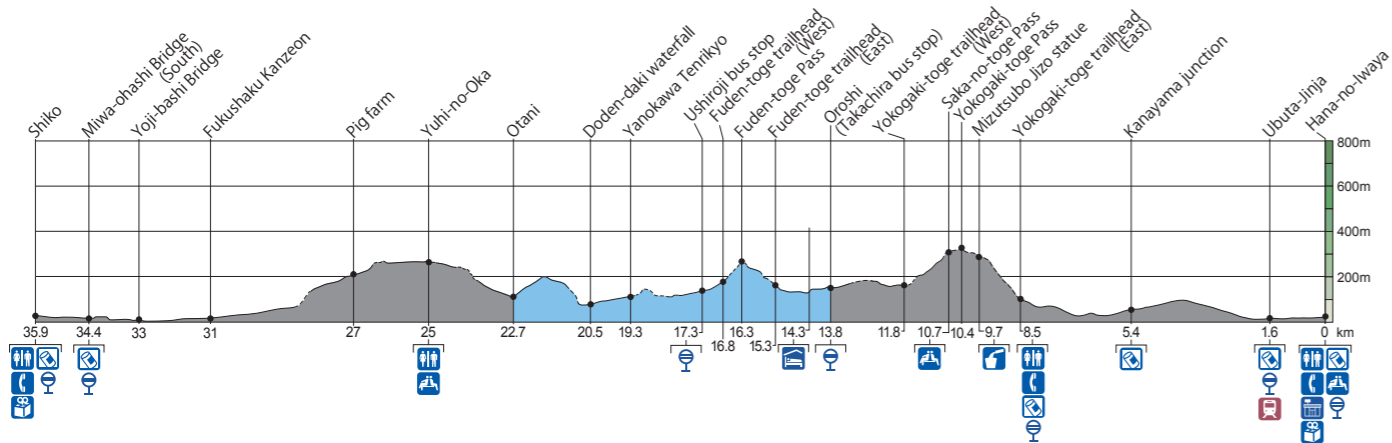 Shiko
Miwa-ohashi Bridge
(South)
Yoji-bashi Bridge
Fukushaku Kanzeon
Pig farm
Yuhi-no-Oka
Otani
Doden-daki waterfall
Yanokawa Tenrikyo
Ushiroji bus stop
Fuden-toge trailhead
(West)
Fuden-toge Pass
Fuden-toge trailhead
(East)
Oroshi
(Takachira bus stop)
Yokogaki-toge trailhead
(West)
Saka-no-toge Pass
Yokogaki-toge Pass
Mizutsubo Jizo statue
Yokogaki-toge trailhead
(East)
Kanayama junction
Ubuta-Jinja
Hana-no-Iwaya
800m
600m
400m
200m
35.9 34.4 33 31 27 25 22.7 20.5 19.3 17.3 16.3 14.3 13.8 11.8 10.7 10.4 9.7 8.5 5.4 1.6 0 km
16.8 15.3